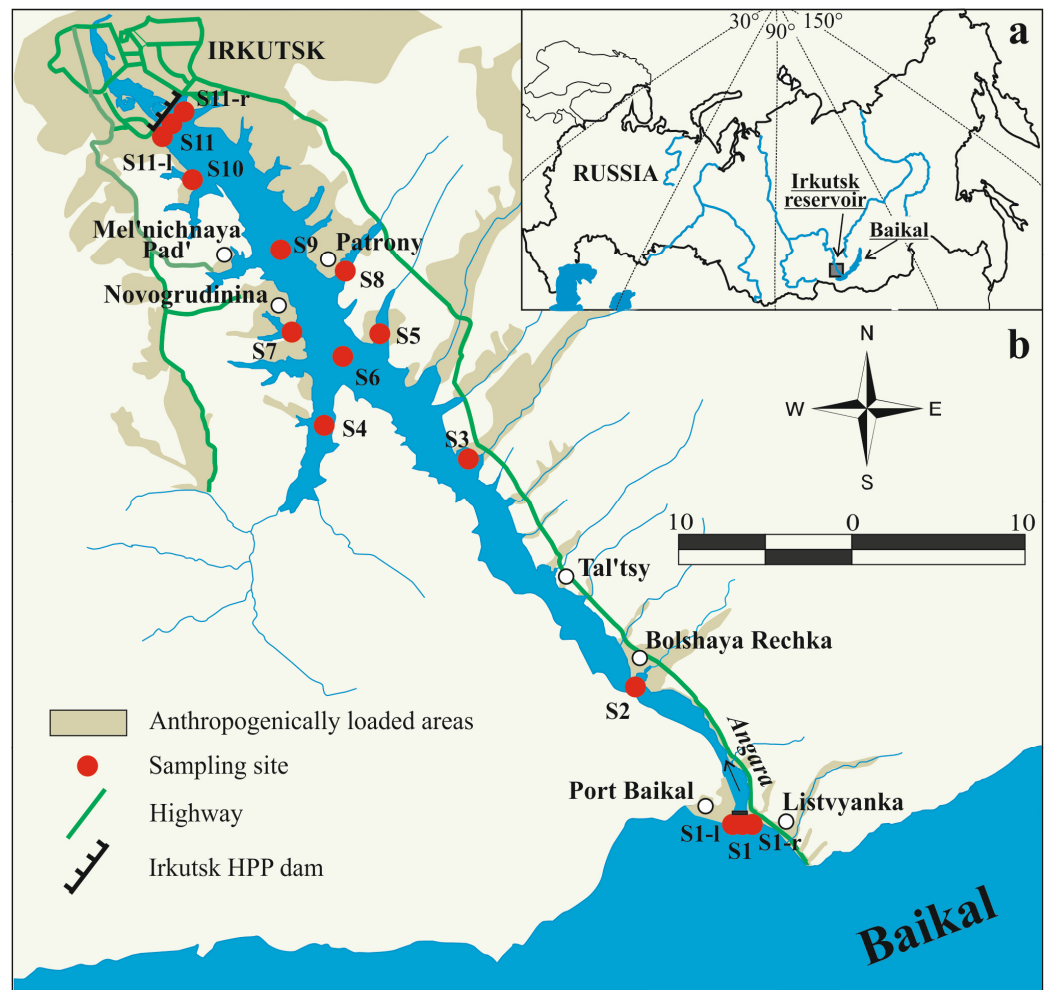 IRKUTSK
S11-r
S11
S11-l
S10
Mel'nichnaya
Pad'
S9
Patrony
S8
Novogrudinina
S7
S5
S6
S4
S3
Tal'tsy
Bolshaya Rechka
S2
Angara
Port Baikal
Listvyanka
S1-l
S1
S1-r
Baikal
a
30°
90°
150°
RUSSIA
Irkutsk
reservoir
Baikal
b
N
W
E
S
10
0
10
Anthropogenically loaded areas
Sampling site
Highway
Irkutsk HPP dam